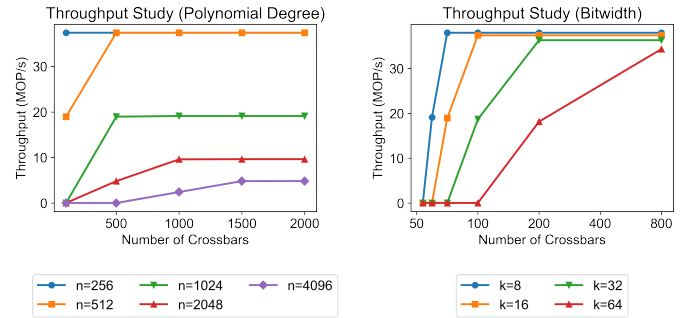 Throughput Study (Polynomial Degree)
Throughput (MOP/s)
30
20
10
0
500 1000 1500 2000
Number of Crossbars
n=256 n=1024 n=4096
n=512 n=2048
Throughput Study (Bitwidth)
Throughput (MOP/s)
30
20
10
0
50 100 200 400 800
Number of Crossbars
k=8 k=32
k=16 k=64